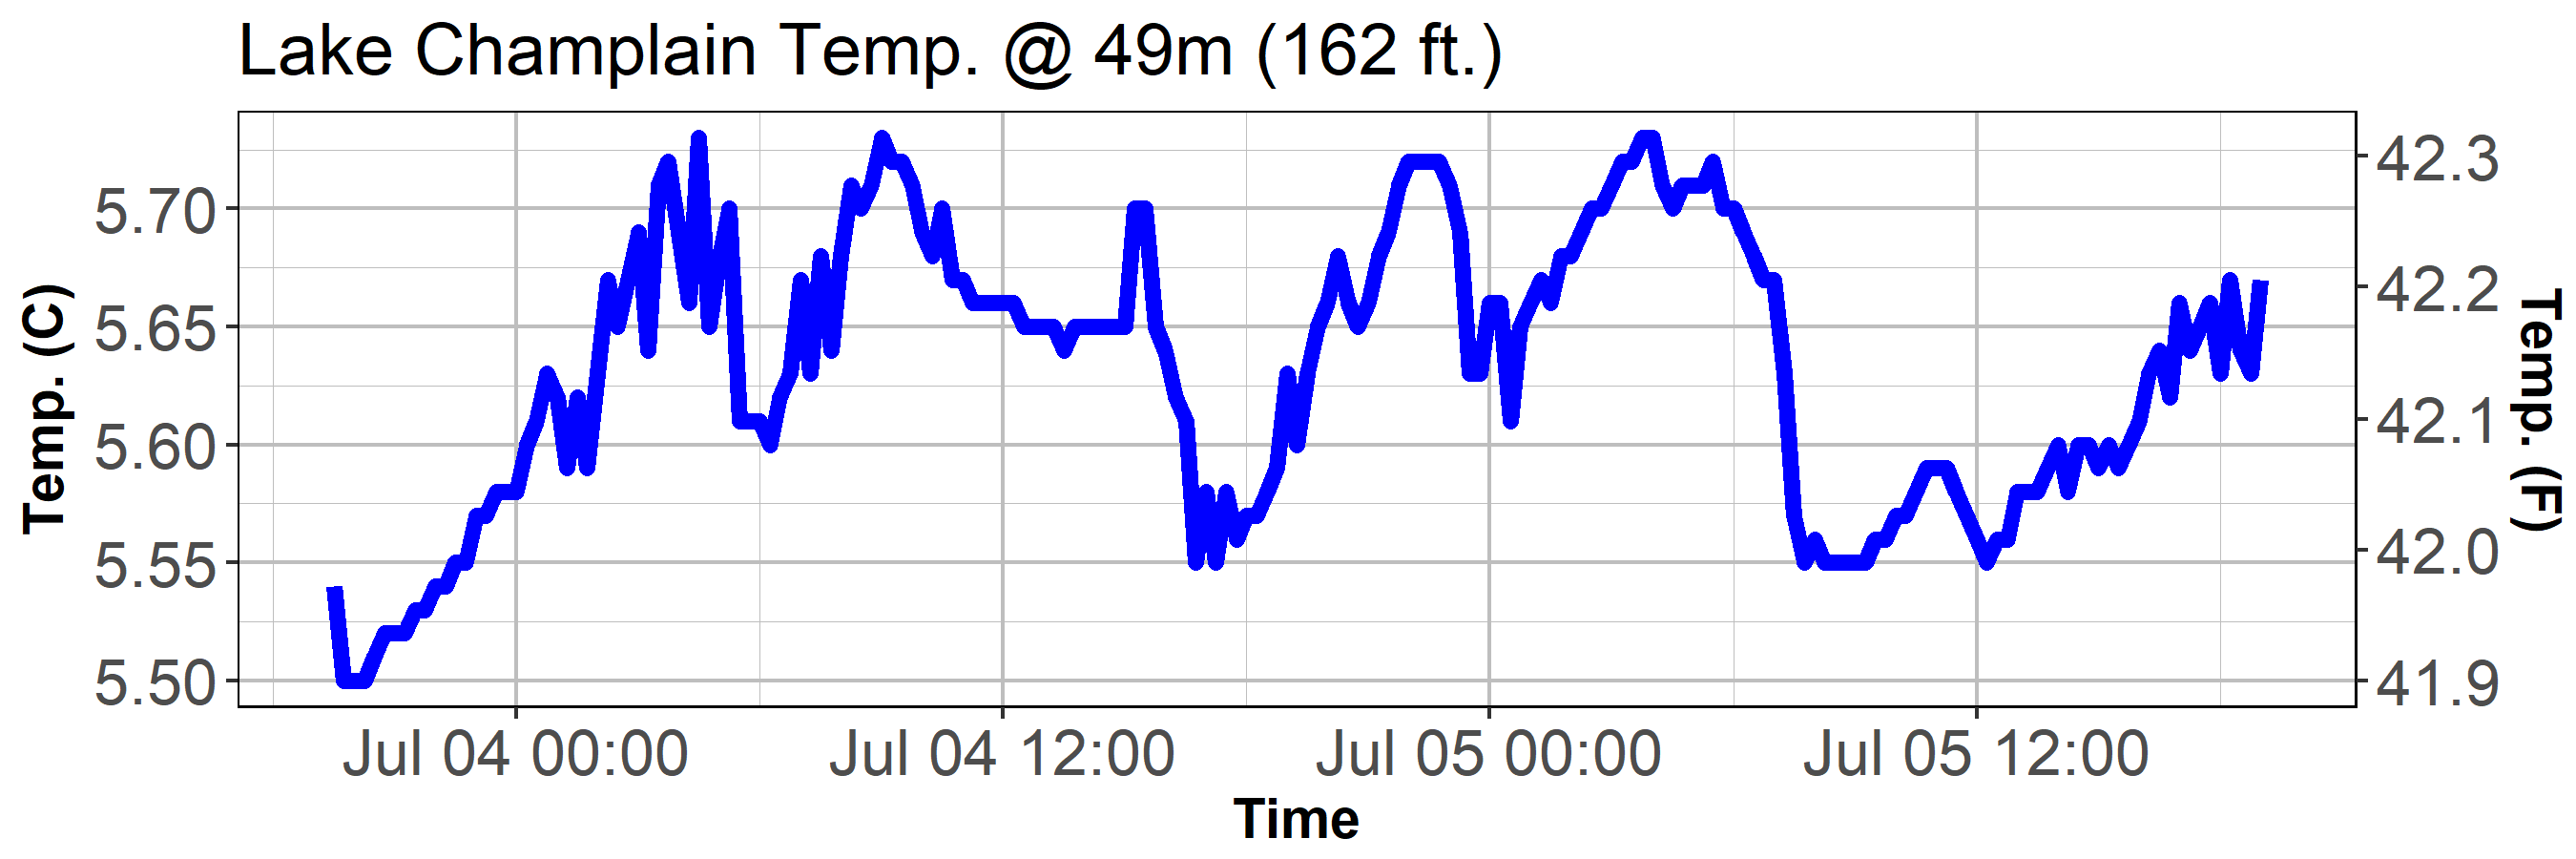 Lake Champlain Temp. @ 49m (162 ft.)
Temp. (C)
5.70
5.65
5.60
5.55
5.50
42.3
42.2
42.1
42.0
41.9
Temp. (F)
Jul 04 00:00
Jul 04 12:00
Jul 05 00:00
Jul 05 12:00
Time